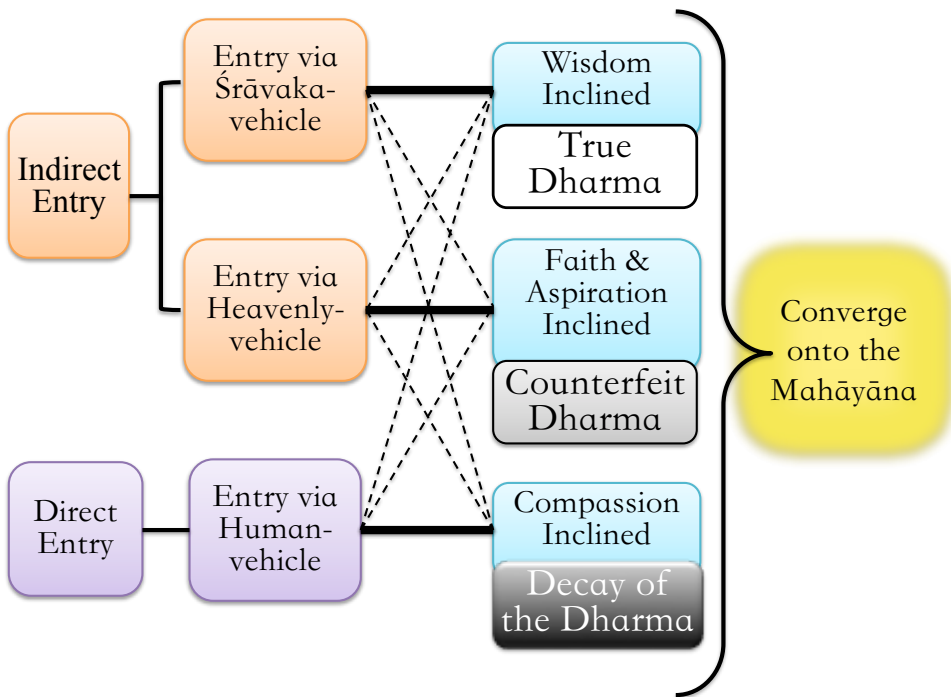 Indirect
Entry
Entry via
Śrāvaka-
vehicle
Entry via
Heavenly-
vehicle
Direct
Entry
Entry via
Human-
vehicle
Wisdom
Inclined
True
Dharma
Faith &
Aspiration
Inclined
Counterfeit
Dharma
Compassion
Inclined
Decay of
the Dharma
Converge
onto the
Mahāyāna